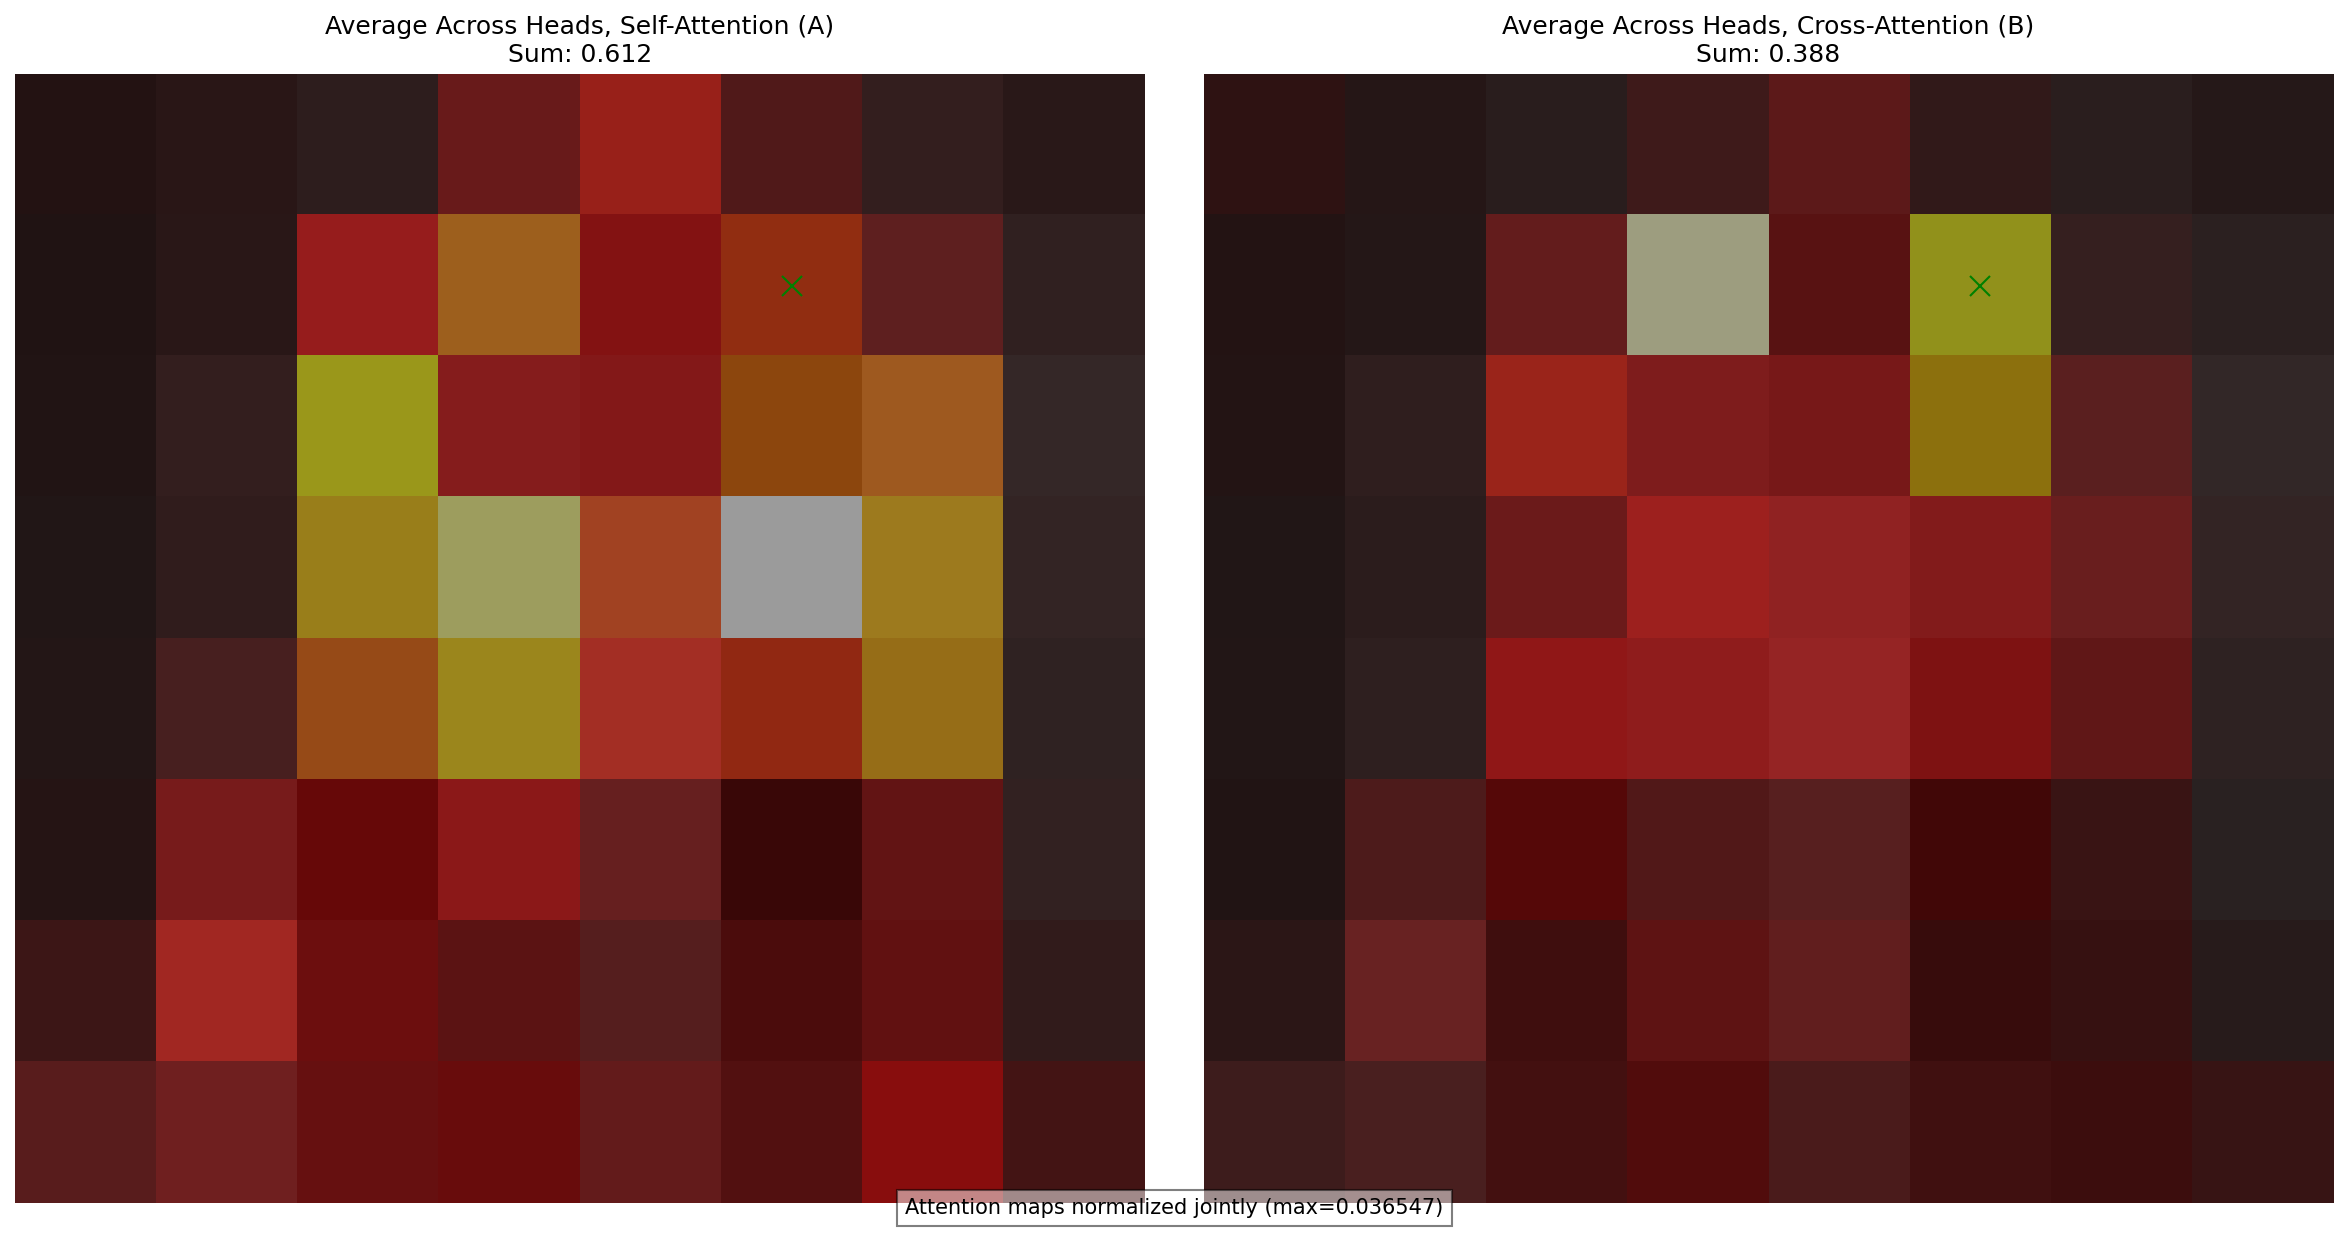 Average Across Heads, Self-Attention (A)
Sum: 0.612
Average Across Heads, Cross-Attention (B)
Sum: 0.388
Attention maps normalized jointly (max=0.036547)